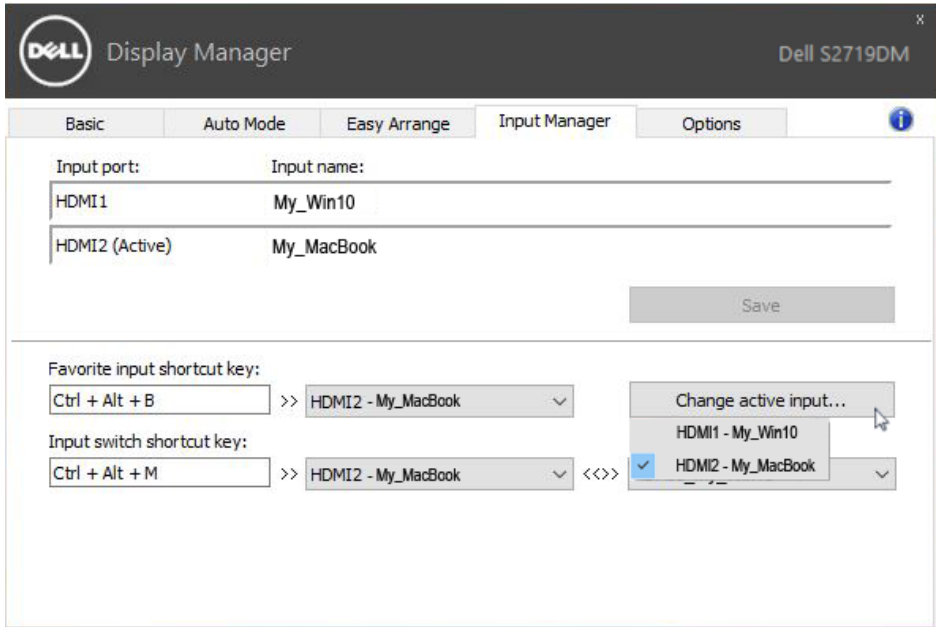 DELL Display Manager
x
Dell S2719DM
Basic Auto Mode Easy Arrange Input Manager Options i
Input port: Input name:
HDMI1 My_Win10
HDMI2 (Active) My_MacBook
Save
Favorite input shortcut key:
Ctrl + Alt + B >> HDMI2 - My_MacBook Change active input...
HDMI1 - My_Win10
Input switch shortcut key:
HDMI2 - My_MacBook
Ctrl + Alt + M >> HDMI2 - My_MacBook <<>>